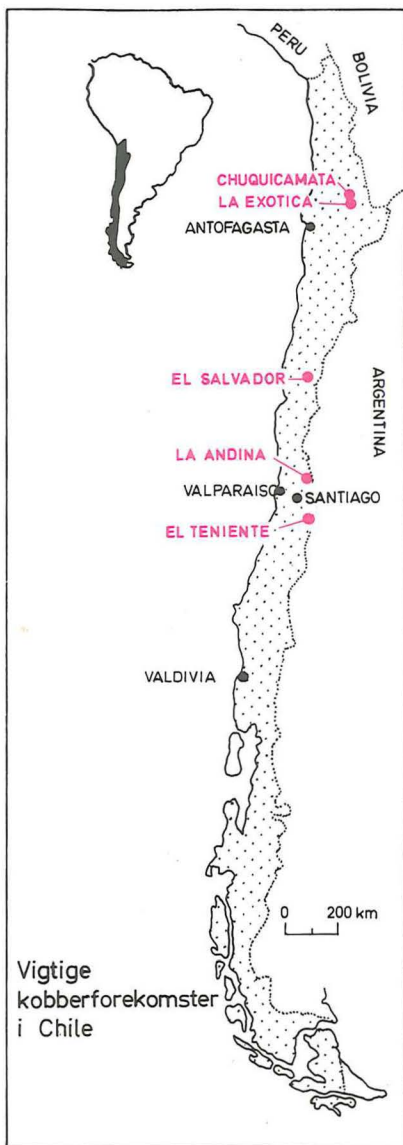 PERU
BOLIVIA
CHUQUICAMATA
LA EXOTICA
ANTOFAGASTA
EL SALVADOR
ARGENTINA
LA ANDINA
VALPARAISO
SANTIAGO
EL TENIENTE
VALDIVIA
0 200 km
Vigtige
kobberforekomster
i Chile